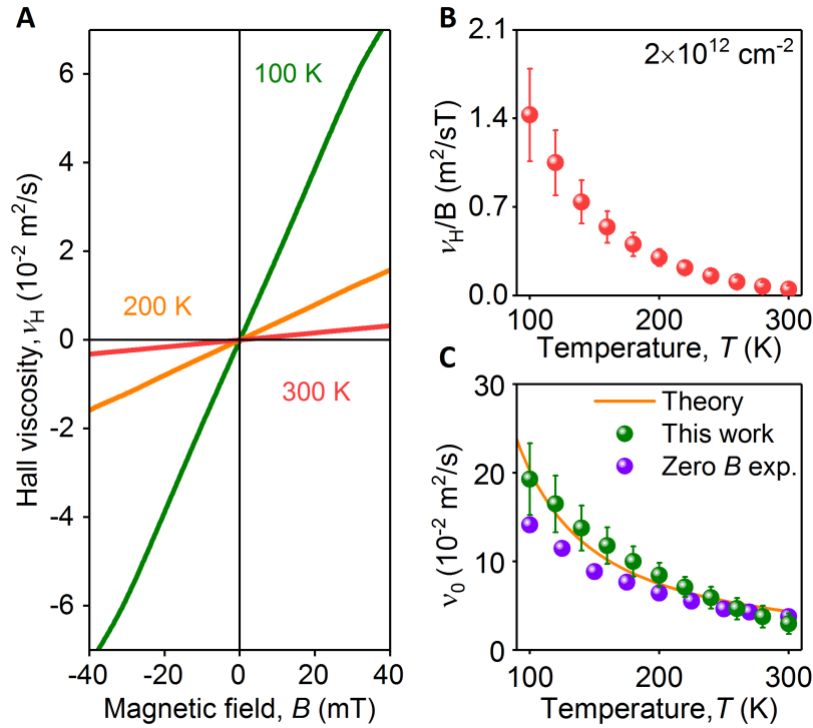 A
6
4
2
0
-2
-4
-6
-40
-20
0
20
40
Hall viscosity, νH (10⁻² m²/s)
Magnetic field, B (mT)
100 K
200 K
300 K
B
2.1
1.4
0.7
0.0
100
200
300
νH/B (m²/sT)
Temperature, T (K)
2×10¹² cm⁻²
C
30
20
10
0
100
200
300
ν₀ (10⁻² m²/s)
Temperature, T (K)
Theory
This work
Zero B exp.